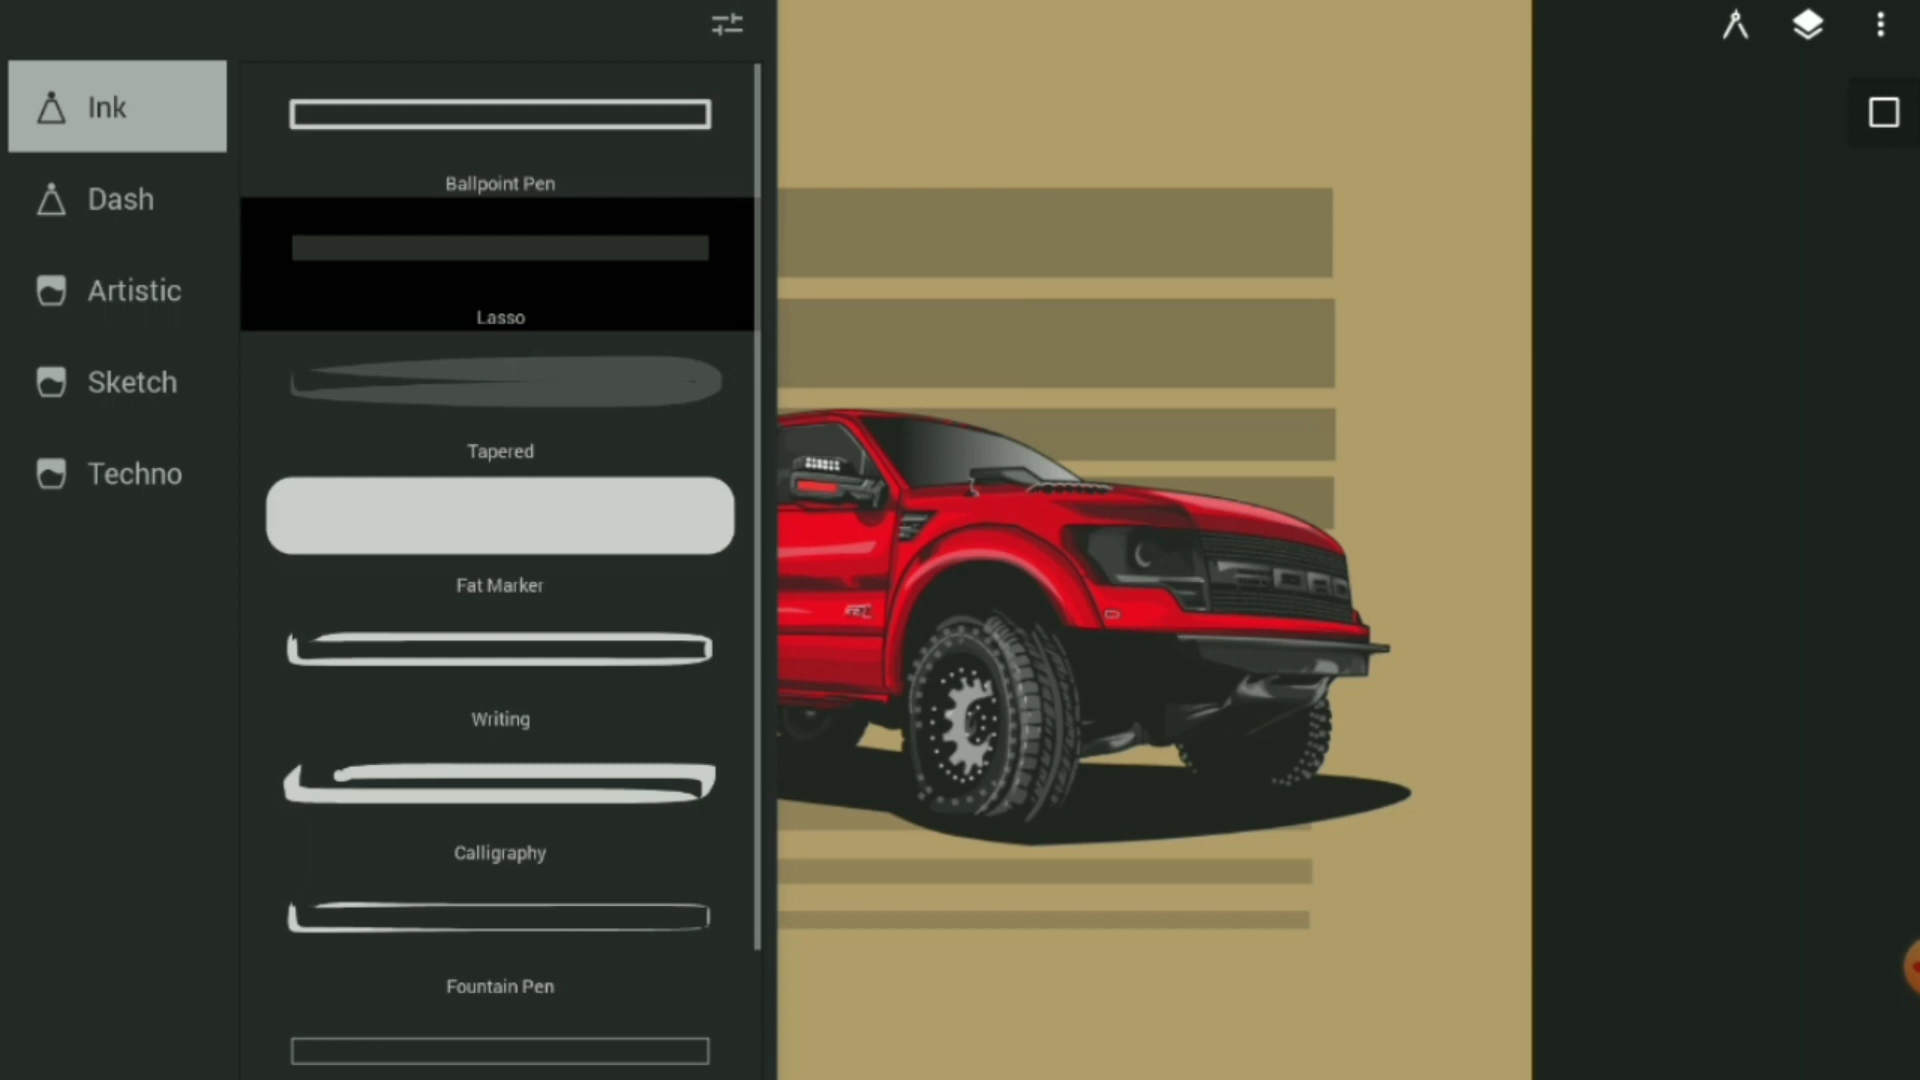 Ink
Dash
Artistic
Sketch
Techno
Ballpoint Pen
Lasso
Tapered
Fat Marker
Writing
Calligraphy
Fountain Pen